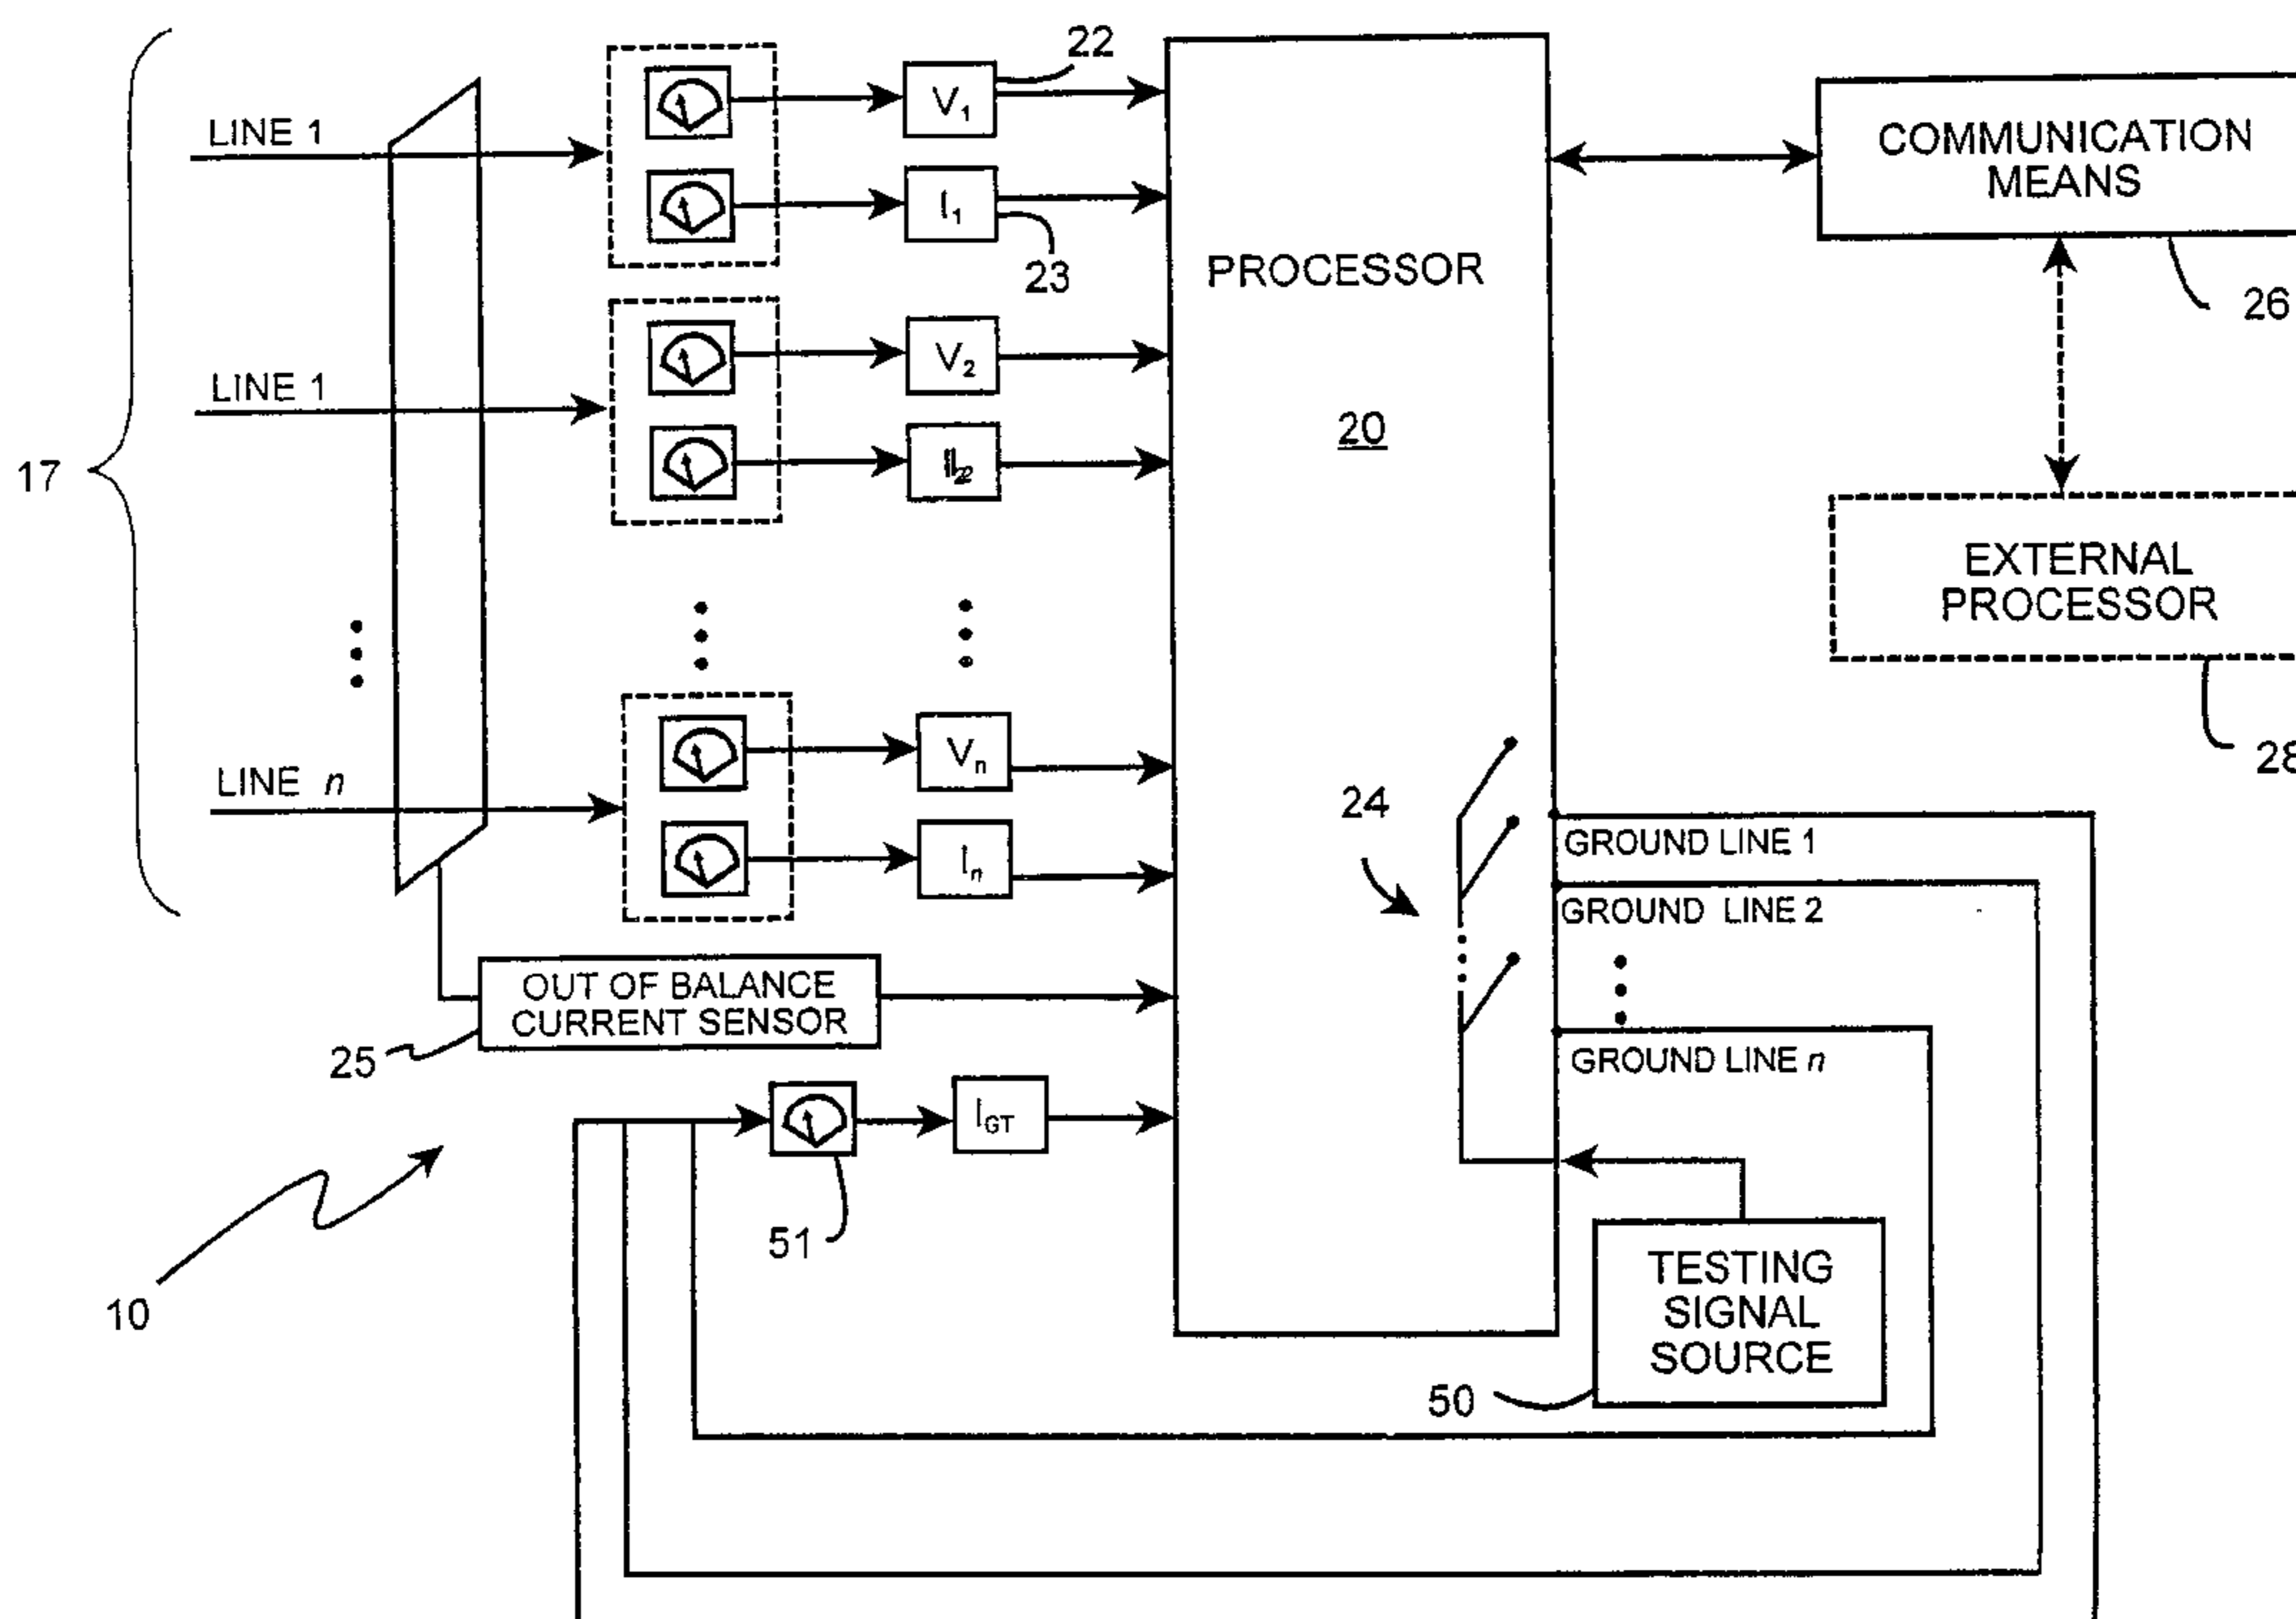 22
LINE 1
V1
COMMUNICATION
MEANS
I1
23
PROCESSOR
26
LINE 1
V2
20
17
I2
EXTERNAL
PROCESSOR
28
LINE n
Vn
24
GROUND LINE 1
In
GROUND LINE 2
OUT OF BALANCE
CURRENT SENSOR
25
GROUND LINE n
IGT
51
10
TESTING
SIGNAL
SOURCE
50